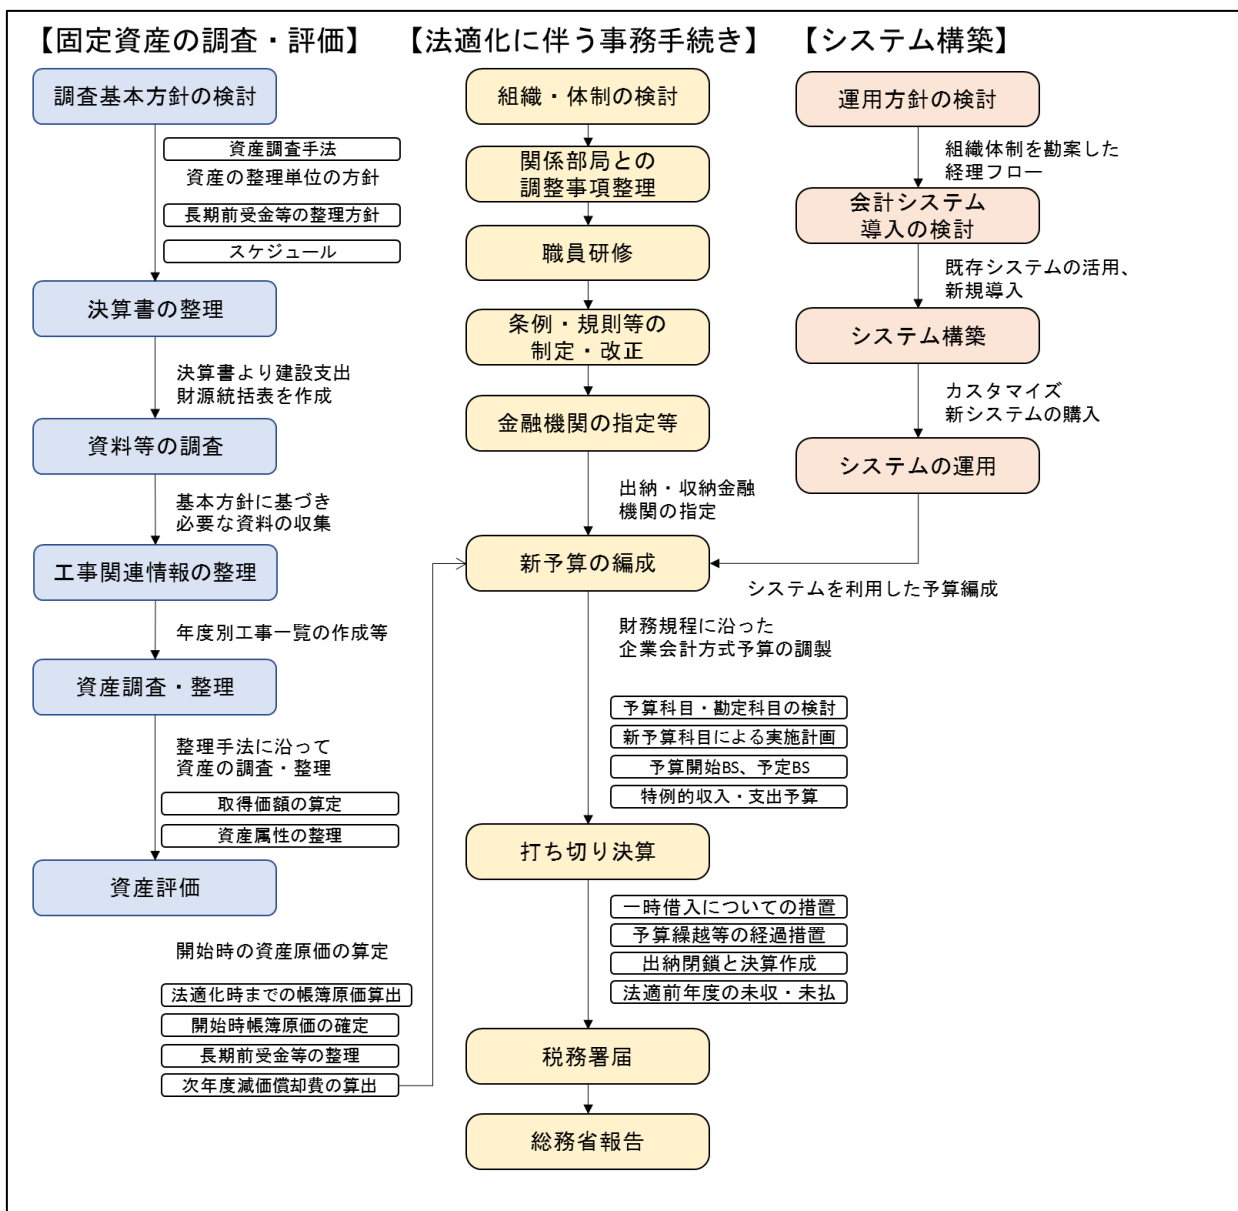 【固定資産の調査・評価】
調査基本方針の検討
資産調査手法
資産の整理単位の方針
長期前受金等の整理方針
スケジュール
決算書の整理
決算書より建設支出
財源統括表を作成
資料等の調査
基本方針に基づき
必要な資料の収集
工事関連情報の整理
年度別工事一覧の作成等
資産調査・整理
整理手法に沿って
資産の調査・整理
取得価額の算定
資産属性の整理
資産評価
開始時の資産原価の算定
法適化時までの帳簿原価算出
開始時帳簿原価の確定
長期前受金等の整理
次年度減価償却費の算出
【法適化に伴う事務手続き】
組織・体制の検討
関係部局との
調整事項整理
職員研修
条例・規則等の
制定・改正
金融機関の指定等
出納・収納金融
機関の指定
新予算の編成
財務規程に沿った
企業会計方式予算の調製
予算科目・勘定科目の検討
新予算科目による実施計画
予算開始BS、予定BS
特例的収入・支出予算
打ち切り決算
一時借入についての措置
予算繰越等の経過措置
出納閉鎖と決算作成
法適前年度の未収・未払
税務署届
総務省報告
【システム構築】
運用方針の検討
組織体制を勘案した
経理フロー
会計システム
導入の検討
既存システムの活用、
新規導入
システム構築
カスタマイズ
新システムの購入
システムの運用
システムを利用した予算編成